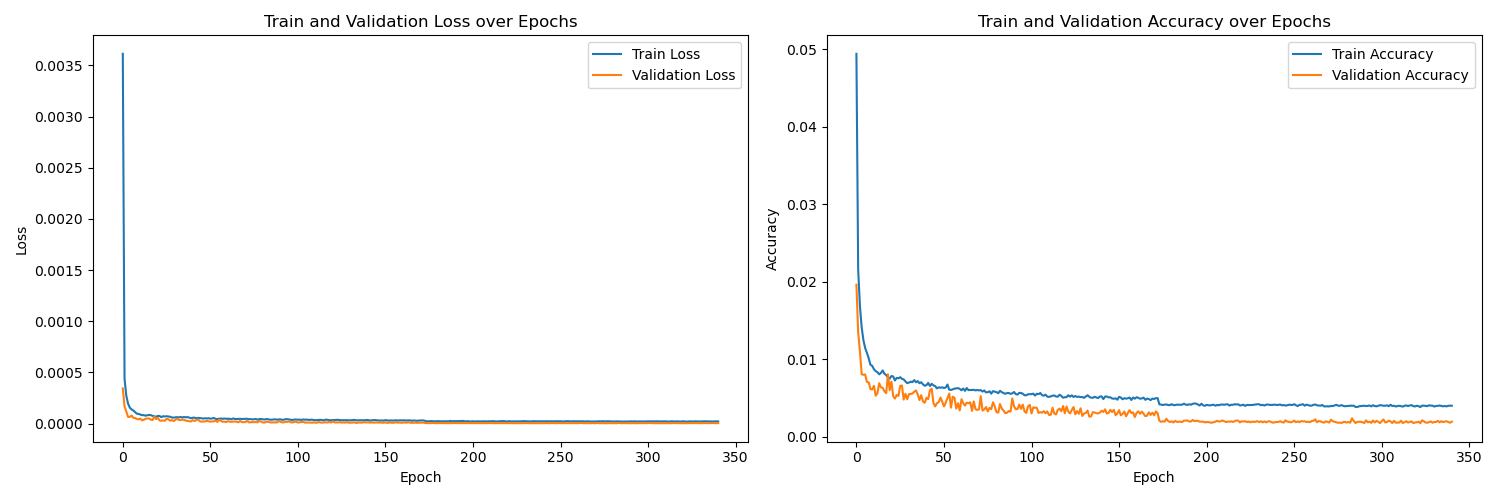 Train and Validation Loss over Epochs
Train Loss
Validation Loss
0.0035
0.0030
0.0025
0.0020
0.0015
0.0010
0.0005
0.0000
Loss
0 50 100 150 200 250 300 350
Epoch
Train and Validation Accuracy over Epochs
Train Accuracy
Validation Accuracy
0.05
0.04
0.03
0.02
0.01
0.00
Accuracy
0 50 100 150 200 250 300 350
Epoch